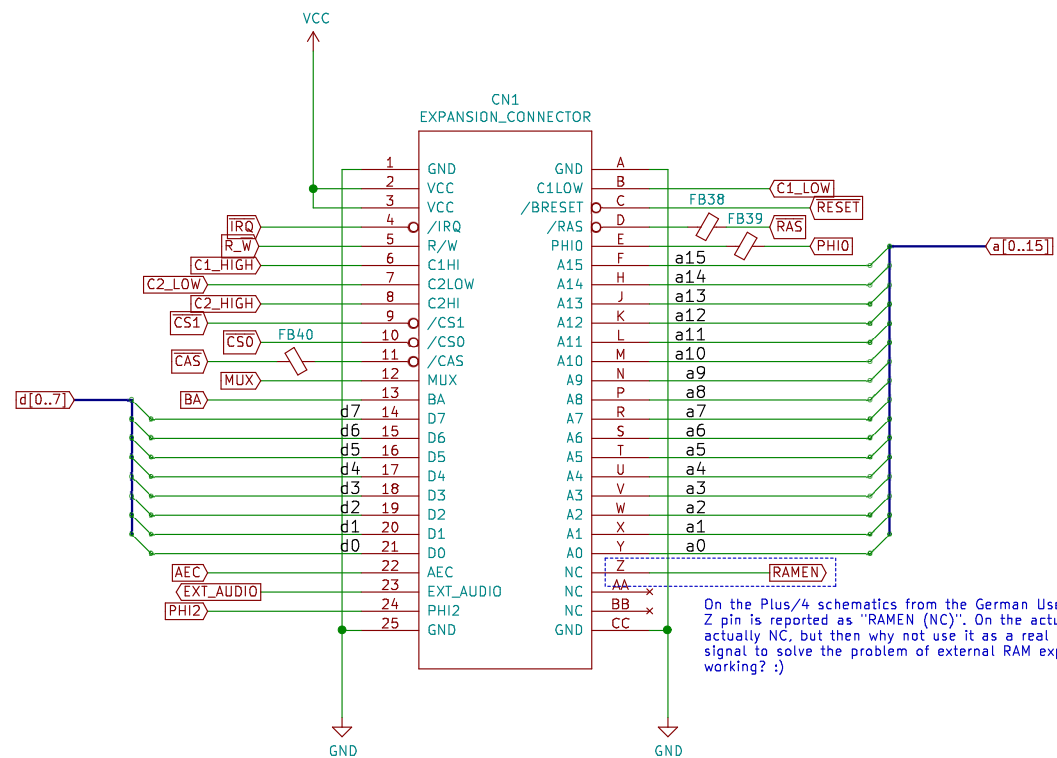 VCC
CN1
EXPANSION_CONNECTOR
1 GND GND A
2 VCC C1LOW B C1_LOW
3 VCC /BRESET C FB38 RESET
IRQ 4 /IRQ /RAS D FB39 RAS
R_W 5 R/W PHI0 E PHI0 a[0..15]
C1_HIGH 6 C1HI A15 F a15
C2_LOW 7 C2LOW A14 H a14
C2_HIGH 8 C2HI A13 J a13
CS1 9 /CS1 A12 K a12
CS0 FB40 10 /CS0 A11 L a11
CAS 11 /CAS A10 M a10
MUX 12 MUX A9 N a9
d[0..7] BA 13 BA A8 P a8
d7 14 D7 A7 R a7
d6 15 D6 A6 S a6
d5 16 D5 A5 T a5
d4 17 D4 A4 U a4
d3 18 D3 A3 V a3
d2 19 D2 A2 W a2
d1 20 D1 A1 X a1
d0 21 D0 A0 Y a0
AEC 22 AEC NC Z RAMEN
EXT_AUDIO 23 EXT_AUDIO NC AA
PHI2 24 PHI2 NC BB
25 GND GND CC
On the Plus/4 schematics from the German Use
Z pin is reported as "RAMEN (NC)". On the actu
actually NC, but then why not use it as a real
signal to solve the problem of external RAM exp
working? :)
GND GND